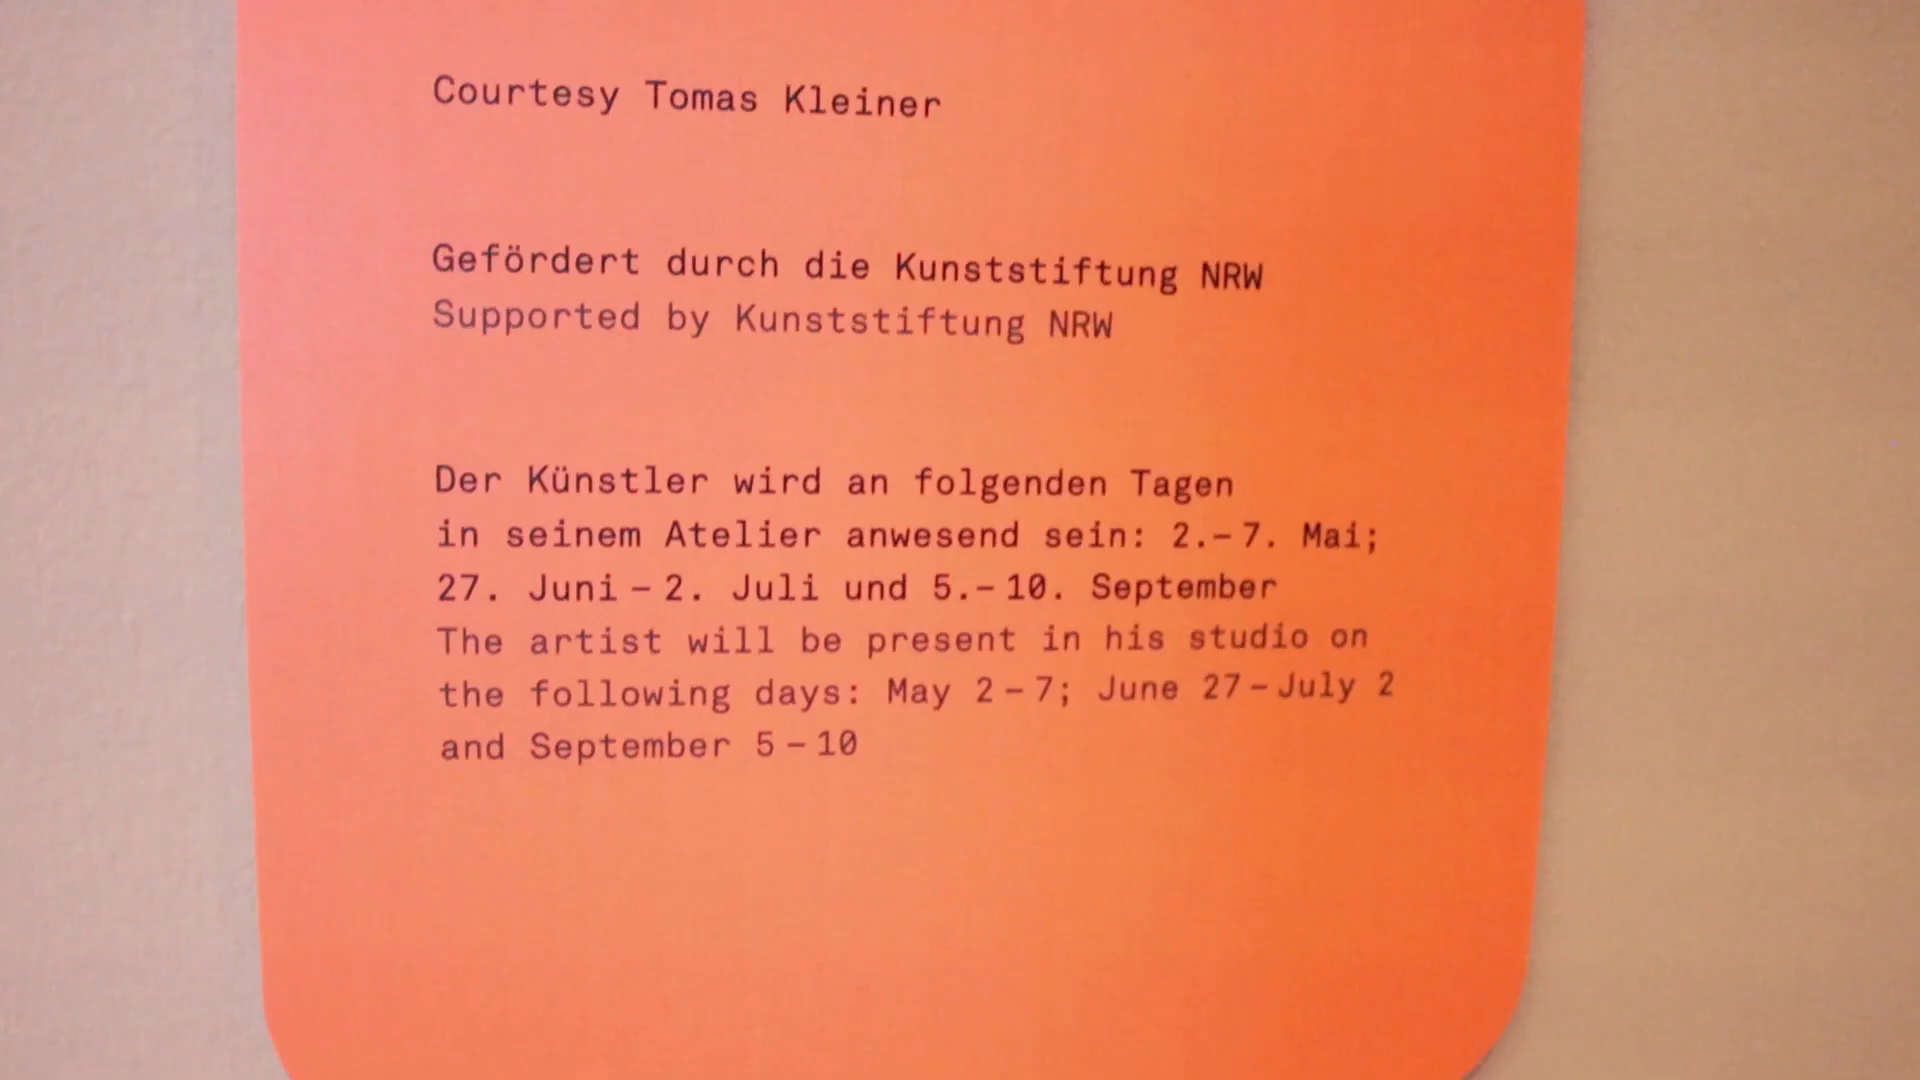 Courtesy Tomas Kleiner
Gefördert durch die Kunststiftung NRW
Supported by Kunststiftung NRW
Der Künstler wird an folgenden Tagen
in seinem Atelier anwesend sein: 2.– 7. Mai;
27. Juni – 2. Juli und 5.– 10. September
The artist will be present in his studio on
the following days: May 2 – 7; June 27 – July 2
and September 5 – 10